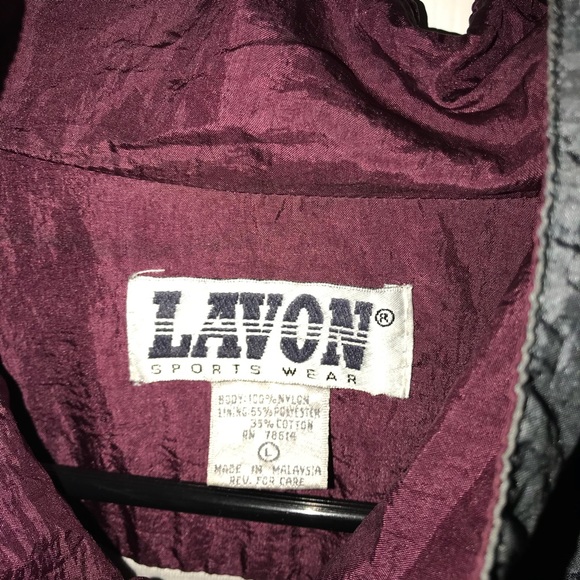 LAVON®
SPORTS WEAR
BODY: 100% NYLON
LINING: 65% POLYESTER
35% COTTON
RN 78614
L
MADE IN MALAYSIA
REV. FOR CARE